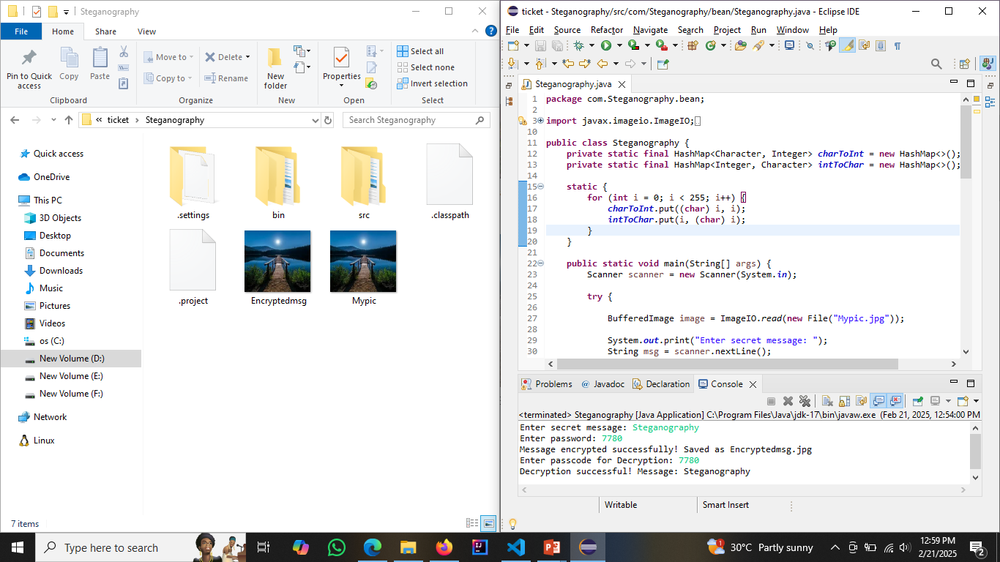 Steganography
File
Home
Share
View
Pin to Quick access
Copy
Paste
Move to
Copy to
Delete
Rename
New folder
Properties
Open
Select all
Select none
Invert selection
Clipboard
Organize
New
Open
Select
« ticket > Steganography
Search Steganography
Quick access
OneDrive
This PC
3D Objects
Desktop
Documents
Downloads
Music
Pictures
Videos
os (C:)
New Volume (D:)
New Volume (E:)
New Volume (F:)
Network
Linux
.settings
bin
src
.classpath
.project
Encryptedmsg
Mypic
7 items
ticket - Steganography/src/com/Steganography/bean/Steganography.java - Eclipse IDE
File Edit Source Refactor Navigate Search Project Run Window Help
Steganography.java
1 package com.Steganography.bean;
2
3 import javax.imageio.ImageIO;
10
11 public class Steganography {
12 private static final HashMap<Character, Integer> charToInt = new HashMap<>();
13 private static final HashMap<Integer, Character> intToChar = new HashMap<>();
14
15 static {
16 for (int i = 0; i < 255; i++) {
17 charToInt.put((char) i, i);
18 intToChar.put(i, (char) i);
19 }
20 }
21
22 public static void main(String[] args) {
23 Scanner scanner = new Scanner(System.in);
24
25 try {
26
27 BufferedImage image = ImageIO.read(new File("Mypic.jpg"));
28
29 System.out.print("Enter secret message: ");
30 String msg = scanner.nextLine();
Problems @ Javadoc Declaration Console
<terminated> Steganography [Java Application] C:\Program Files\Java\jdk-17\bin\javaw.exe (Feb 21, 2025, 12:54:00 PM
Enter secret message: Steganography
Enter password: 7780
Message encrypted successfully! Saved as Encryptedmsg.jpg
Enter passcode for Decryption: 7780
Decryption successful! Message: Steganography
Writable
Smart Insert
Type here to search
1
30°C Partly sunny
12:59 PM
2/21/2025
2